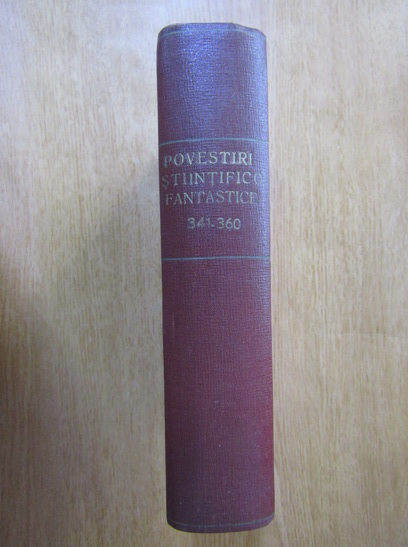 POVESTIRI
ȘTIINȚIFICO
FANTASTICE
341-360